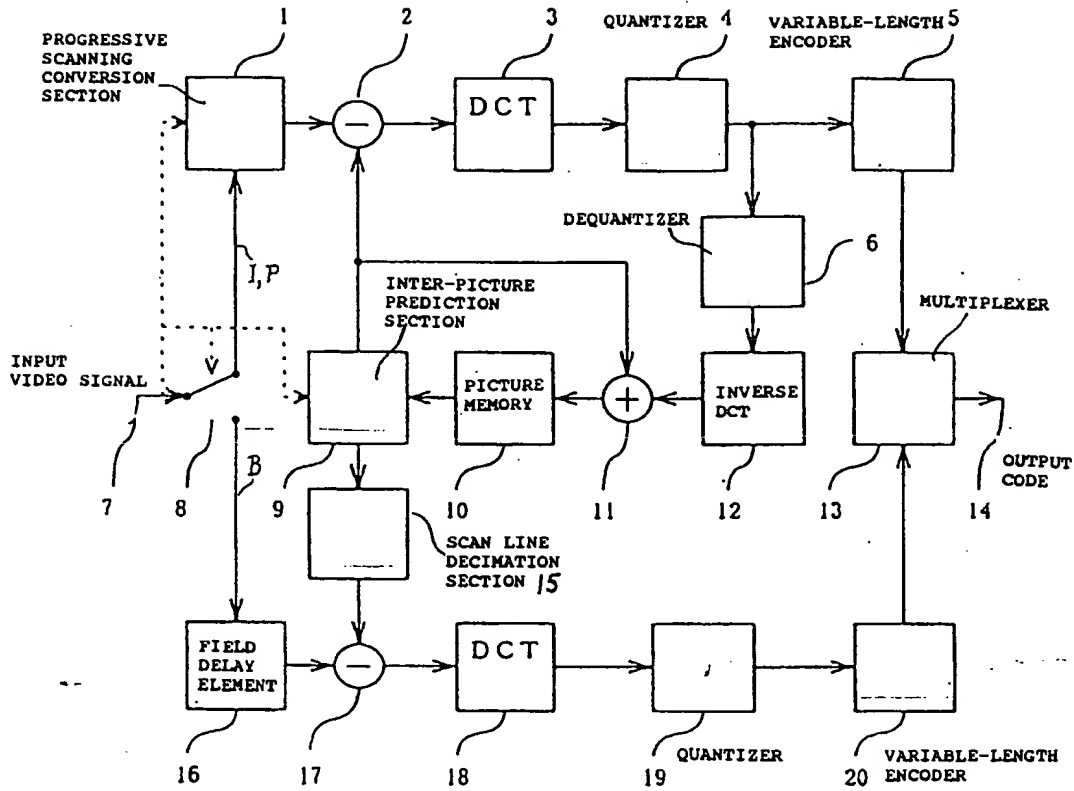 1
2
3
QUANTIZER 4
VARIABLE-LENGTH 5
ENCODER
PROGRESSIVE
SCANNING
CONVERSION
SECTION
−
DCT
DEQUANTIZER
6
I,P
INTER-PICTURE
PREDICTION
SECTION
MULTIPLEXER
INPUT
VIDEO SIGNAL
PICTURE
MEMORY
+
INVERSE
DCT
7
8
B
9
10
11
12
13
14
OUTPUT
CODE
SCAN LINE
DECIMATION
SECTION 15
FIELD
DELAY
ELEMENT
−
DCT
16
17
18
19
QUANTIZER
20
VARIABLE-LENGTH
ENCODER